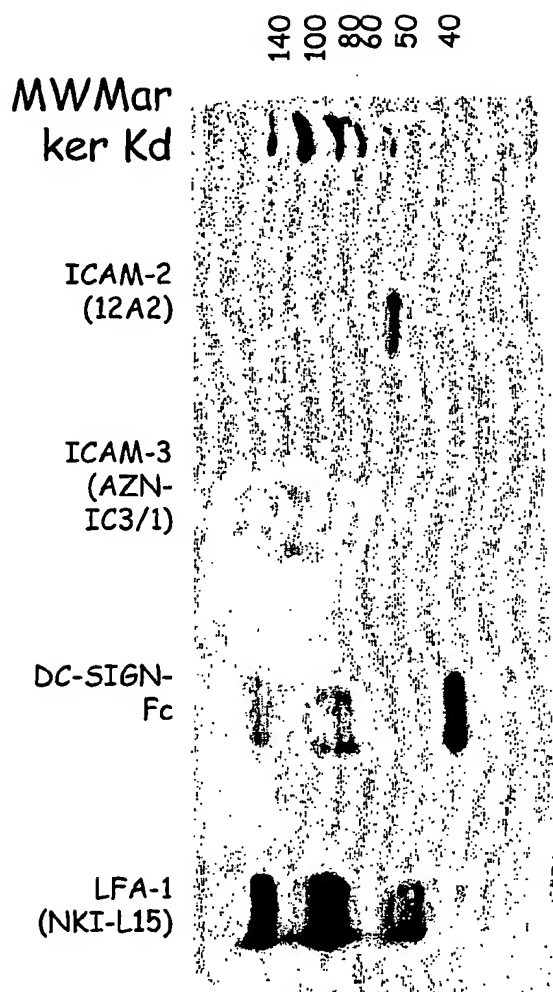 140
100
80
60
50
40
MWMar
ker Kd
ICAM-2
(12A2)
ICAM-3
(AZN-
IC3/1)
DC-SIGN-
Fc
LFA-1
(NKI-L15)